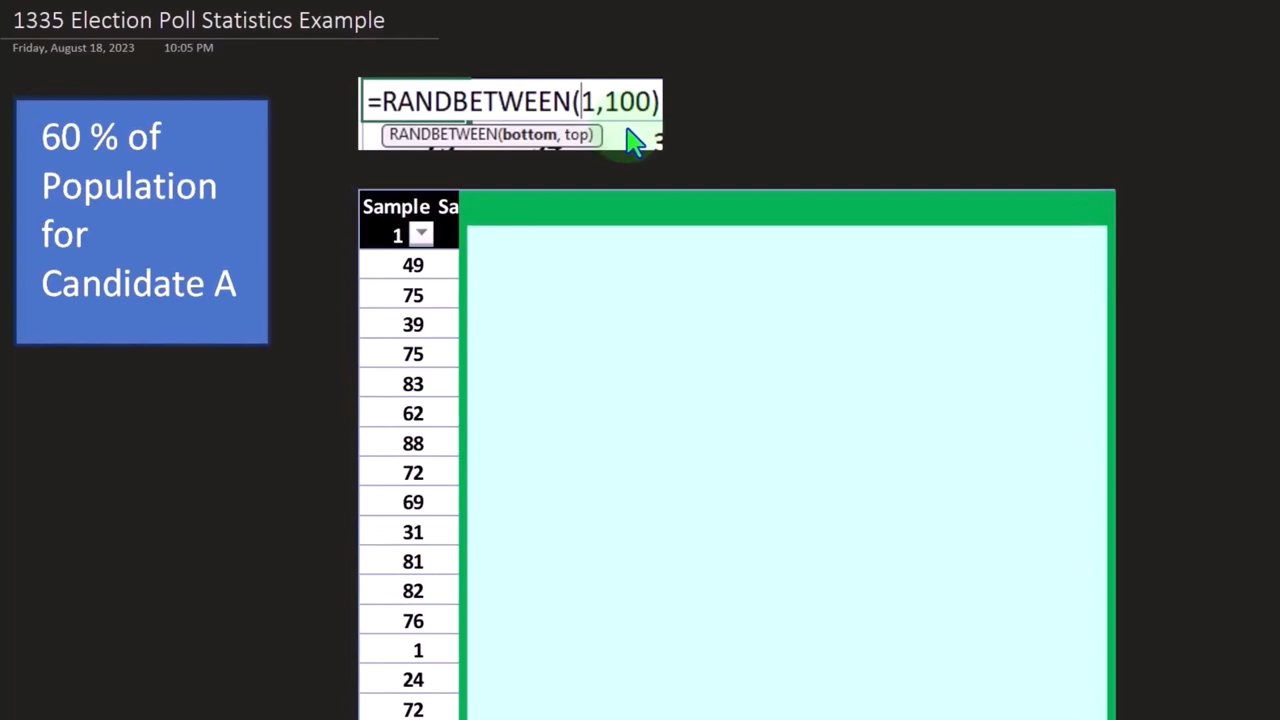 1335 Election Poll Statistics Example
Friday, August 18, 2023 10:05 PM
60 % of
Population
for
Candidate A
=RANDBETWEEN(1,100)
RANDBETWEEN(bottom, top)
Sample Sa
1
49
75
39
75
83
62
88
72
69
31
81
82
76
1
24
72